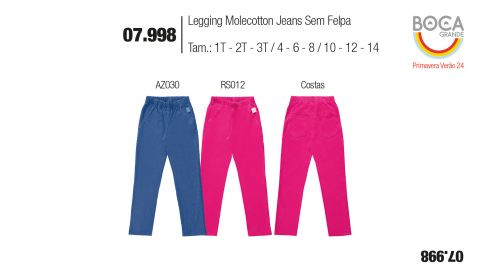 07.998
Legging Molecotton Jeans Sem Felpa
Tam.: 1T - 2T - 3T / 4 - 6 - 8 / 10 - 12 - 14
BOCA
GRANDE
Primavera Verão 24
AZ030
RS012
Costas
07.998